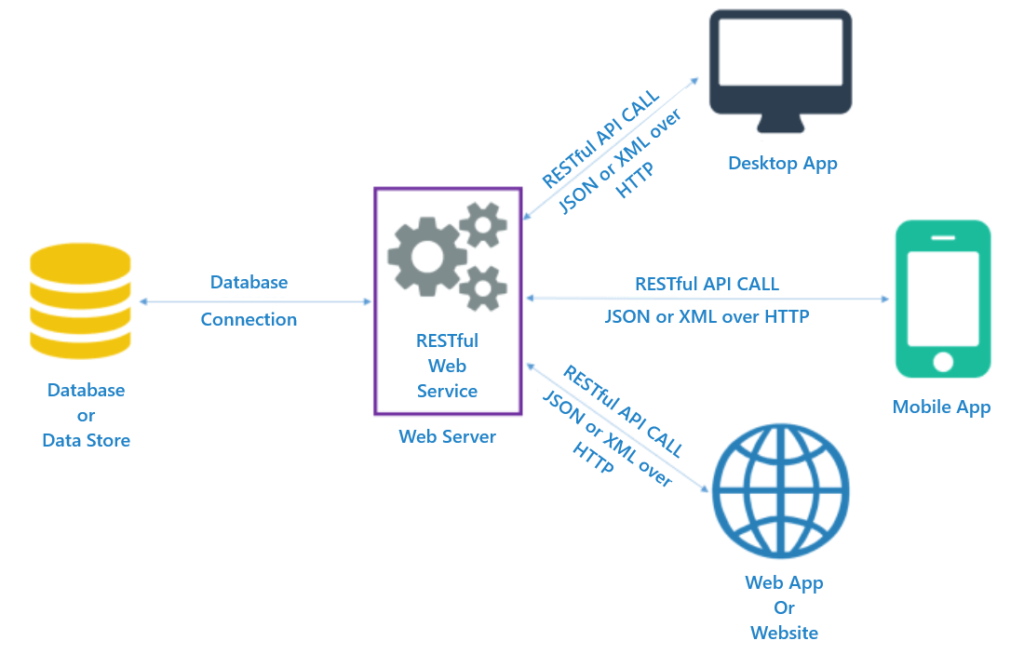 RESTful API CALL
JSON or XML over
HTTP
Desktop App
Database
Connection
RESTful
Web
Service
Web Server
Database
or
Data Store
RESTful API CALL
JSON or XML over HTTP
Mobile App
RESTful API CALL
JSON or XML over
HTTP
Web App
Or
Website